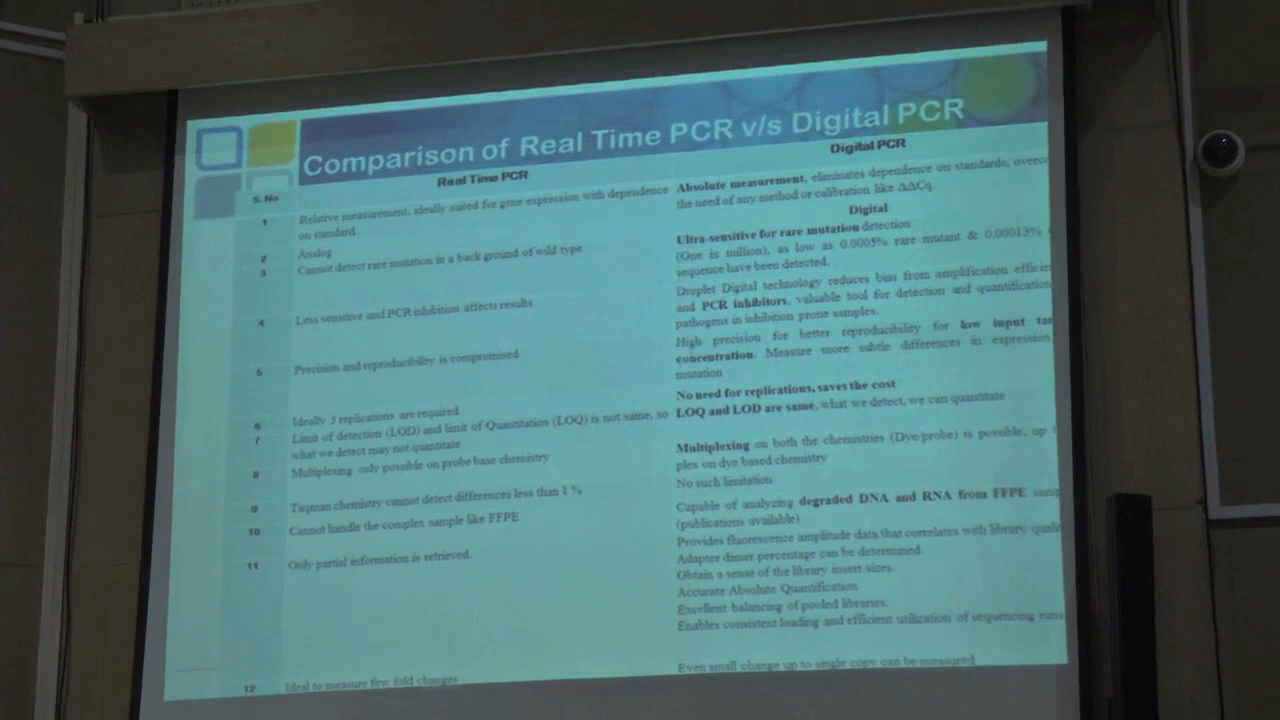 Comparison of Real Time PCR v/s Digital PCR
S. No
Real Time PCR
Digital PCR
1
Relative measurement, ideally suited for gene expression with dependence
on standard
Absolute measurement, eliminates dependence on standards,
the need of any method or calibration like ΔΔCq.
2
Analog
Digital
3
Cannot detect rare mutation in a back ground of wild type
Ultra-sensitive for rare mutation detection
(One is million), as low as 0.0005% rare mutant & 0.00013%
sequence have been detected.
4
Less sensitive and PCR inhibition affects results
Droplet Digital technology reduces bias from amplification
and PCR inhibitors, valuable tool for detection and quantification
pathogens in inhibition prone samples.
5
Precision and reproducibility is compromised
High precision for better reproducibility for low input
concentration. Measure more subtle differences in expression
mutation
6
Ideally 3 replications are required
No need for replications, saves the cost
7
Limit of detection (LOD) and limit of Quantitation (LOQ) is not same, so
what we detect may not quantitate
LOQ and LOD are same, what we detect, we can quantitate
8
Multiplexing only possible on probe base chemistry
Multiplexing on both the chemistries (Dye/probe) is possible, up
plex on dye based chemistry
9
Taqman chemistry cannot detect differences less than 1 %
No such limitation
10
Cannot handle the complex sample like FFPE
Capable of analyzing degraded DNA and RNA from FFPE
(publications available)
11
Only partial information is retrieved.
Provides fluorescence amplitude data that correlates with library
Adapter dimer percentage can be determined.
Obtain a sense of the library insert sizes.
Accurate Absolute Quantification
Excellent balancing of pooled libraries.
Enables consistent loading and efficient utilization of sequencing runs
12
Ideal to measure few fold changes
Even small change up to single copy can be measured